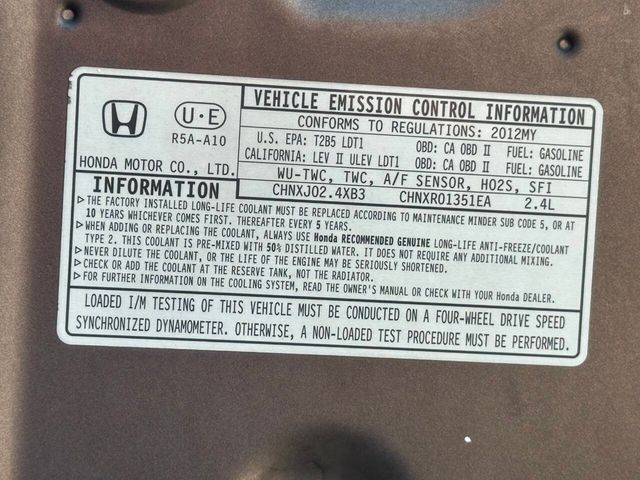 U·E
R5A-A10
HONDA MOTOR CO., LTD.
VEHICLE EMISSION CONTROL INFORMATION
CONFORMS TO REGULATIONS: 2012MY
U.S. EPA: T2B5 LDT1 OBD: CA OBD II FUEL: GASOLINE
CALIFORNIA: LEV II ULEV LDT1 OBD: CA OBD II FUEL: GASOLINE
WU-TWC, TWC, A/F SENSOR, HO2S, SFI
CHNXJ02.4XB3 CHNXR01351EA 2.4L
INFORMATION
▷THE FACTORY INSTALLED LONG-LIFE COOLANT MUST BE REPLACED ACCORDING TO MAINTENANCE MINDER SUB CODE 5, OR AT
10 YEARS WHICHEVER COMES FIRST. THEREAFTER EVERY 5 YEARS.
▷WHEN ADDING OR REPLACING THE COOLANT, ALWAYS USE Honda RECOMMENDED GENUINE LONG-LIFE ANTI-FREEZE/COOLANT
TYPE 2. THIS COOLANT IS PRE-MIXED WITH 50% DISTILLED WATER. IT DOES NOT REQUIRE ANY ADDITIONAL MIXING.
▷NEVER DILUTE THE COOLANT, OR THE LIFE OF THE ENGINE MAY BE SERIOUSLY SHORTENED.
▷CHECK OR ADD THE COOLANT AT THE RESERVE TANK, NOT THE RADIATOR.
▷FOR FURTHER INFORMATION ON THE COOLING SYSTEM, READ THE OWNER'S MANUAL OR CHECK WITH YOUR Honda DEALER.
LOADED I/M TESTING OF THIS VEHICLE MUST BE CONDUCTED ON A FOUR-WHEEL DRIVE SPEED
SYNCHRONIZED DYNAMOMETER. OTHERWISE, A NON-LOADED TEST PROCEDURE MUST BE PERFORMED.